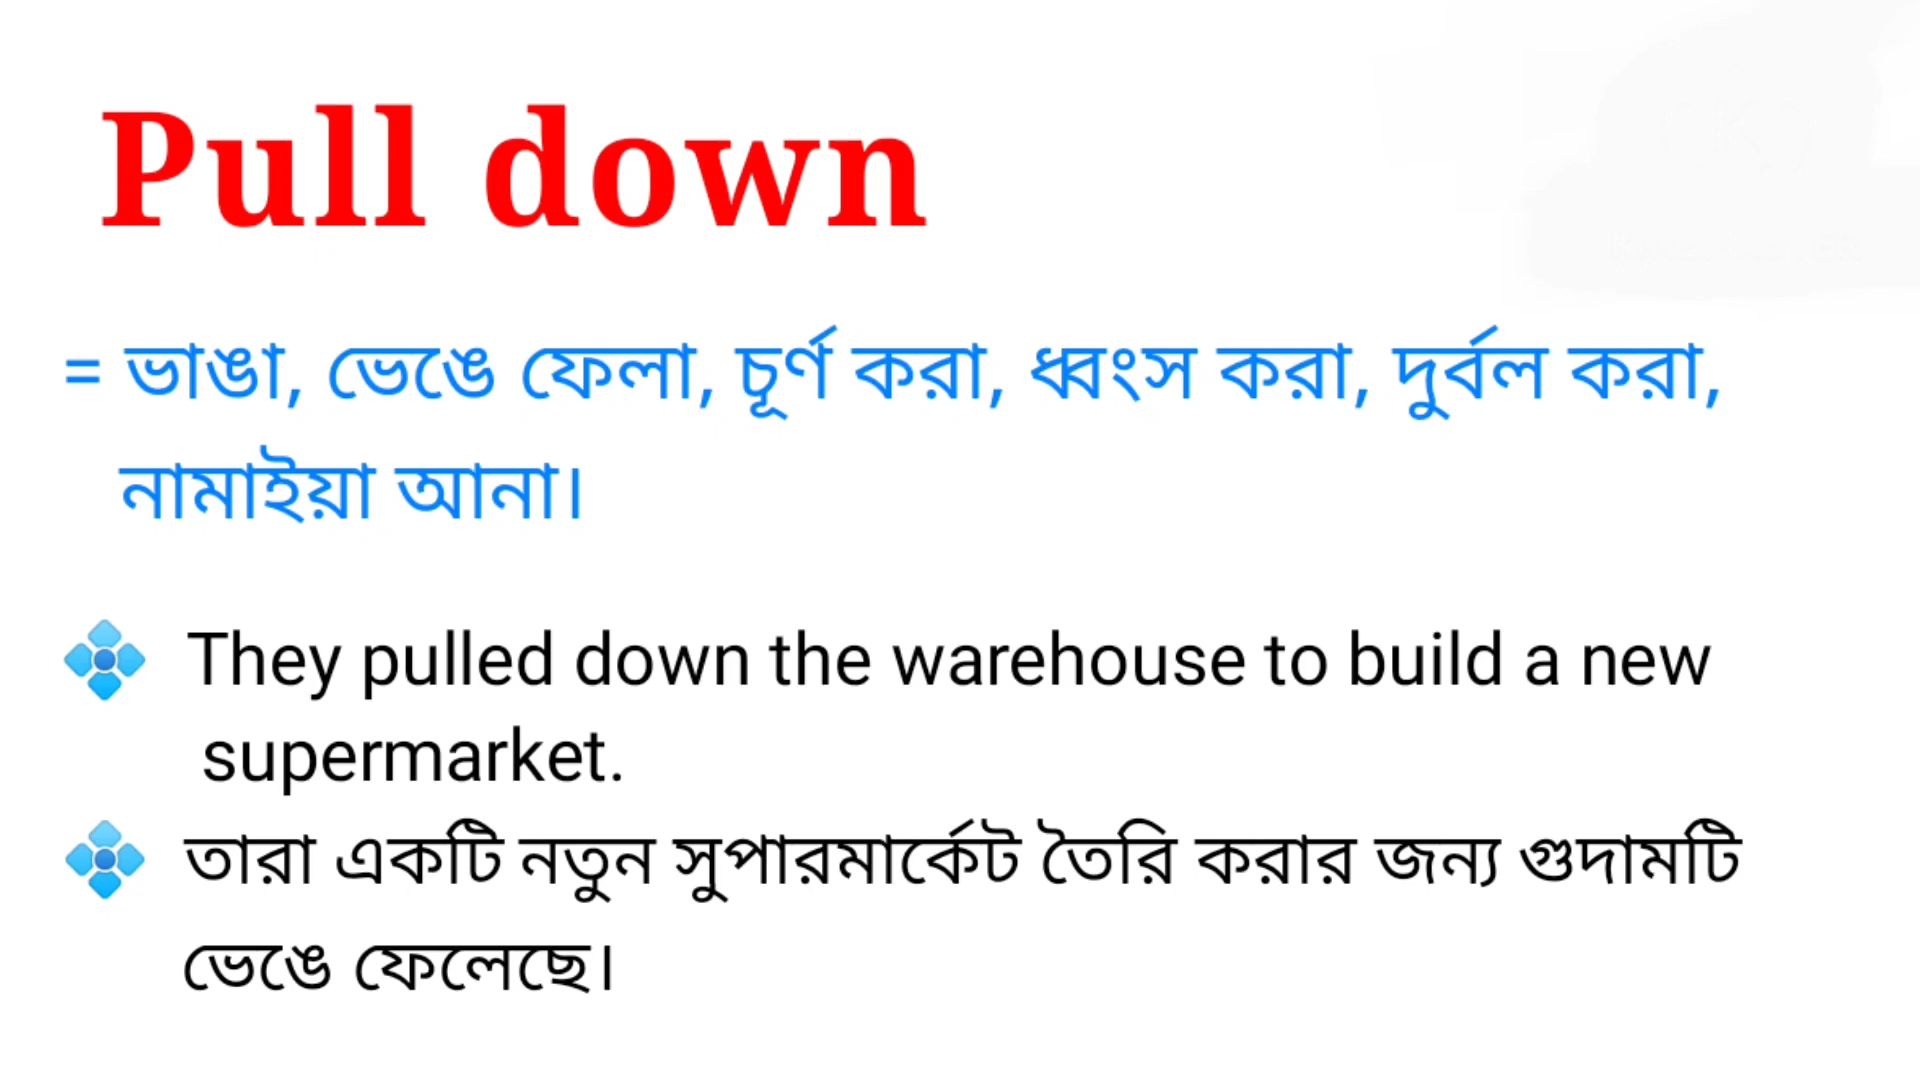 Pull down
= ভাঙা, ভেঙে ফেলা, চূর্ণ করা, ধ্বংস করা, দুর্বল করা,
নামাইয়া আনা।
They pulled down the warehouse to build a new
supermarket.
তারা একটি নতুন সুপারমার্কেট তৈরি করার জন্য গুদামটি
ভেঙে ফেলেছে।